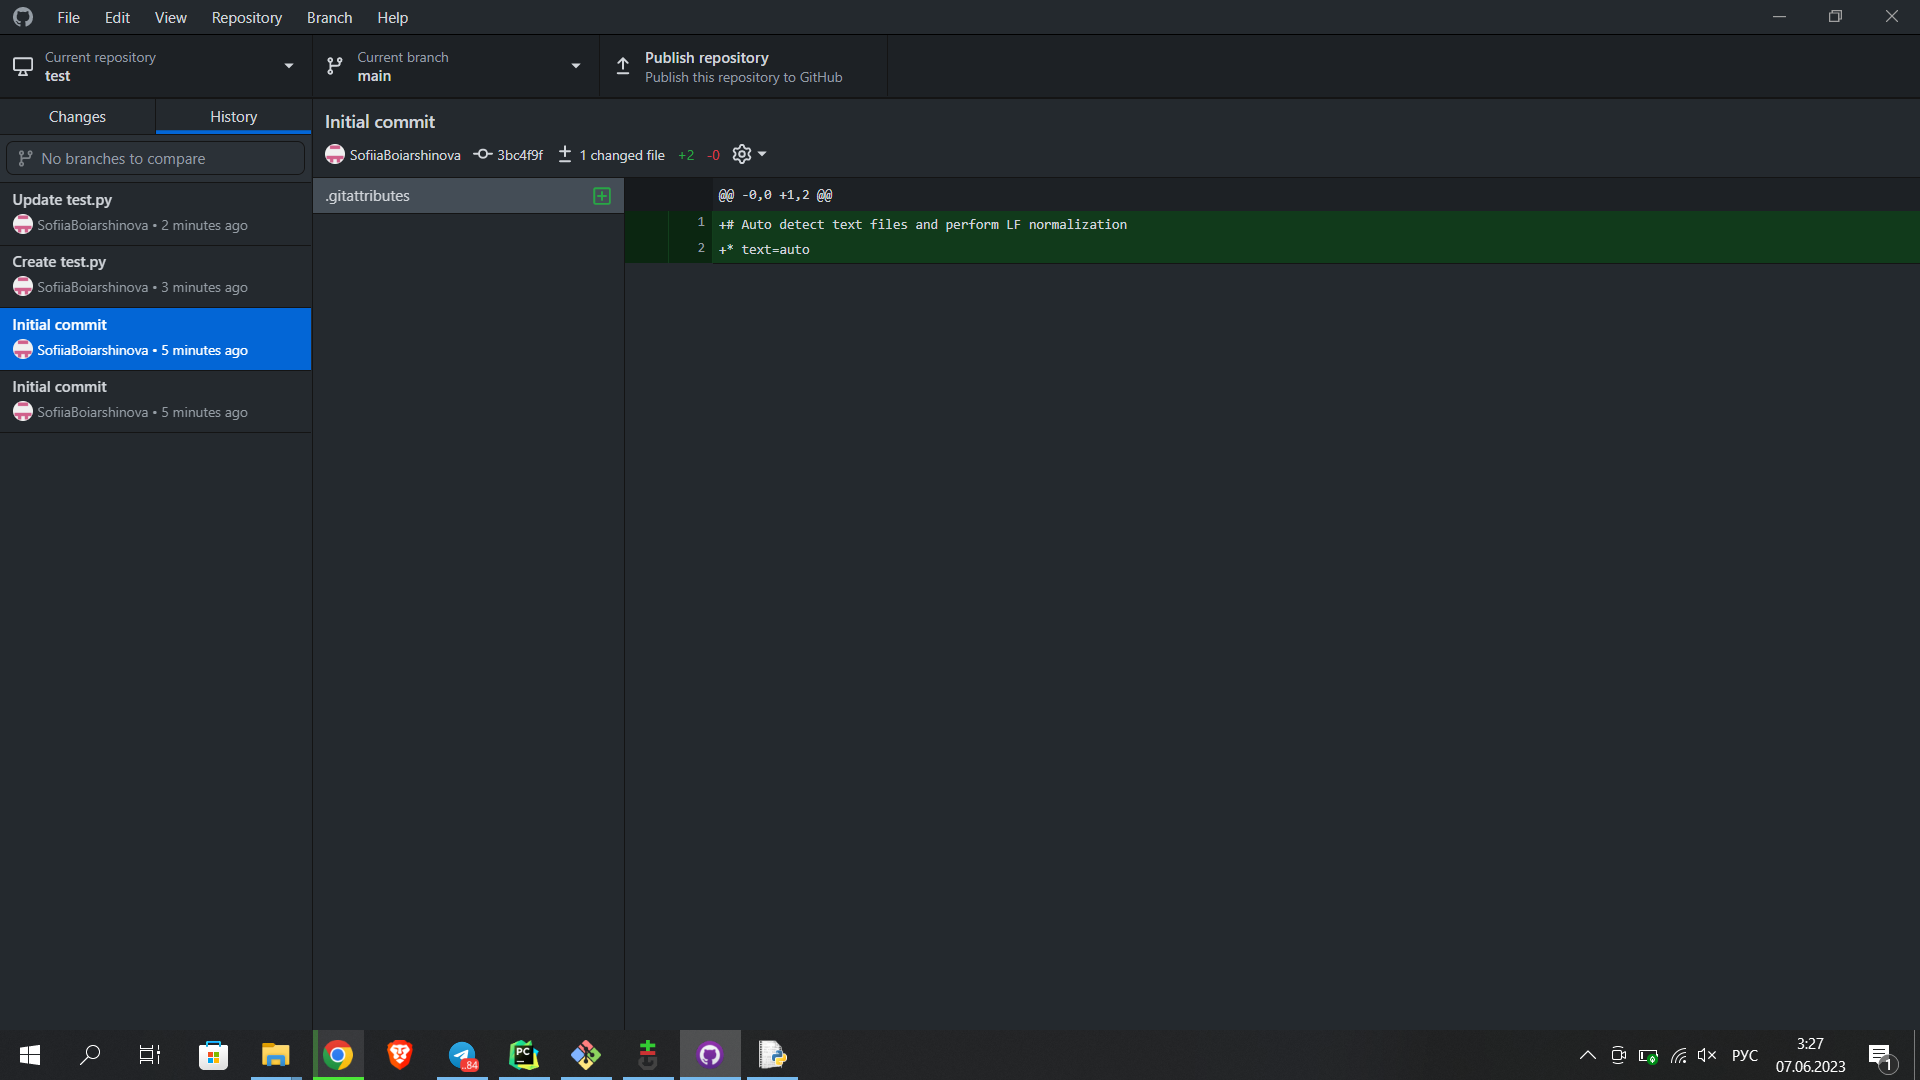 File Edit View Repository Branch Help
Current repository
test
Current branch
main
Publish repository
Publish this repository to GitHub
Changes
History
No branches to compare
Update test.py
SofiiaBoiarshinova • 2 minutes ago
Create test.py
SofiiaBoiarshinova • 3 minutes ago
Initial commit
SofiiaBoiarshinova • 5 minutes ago
Initial commit
SofiiaBoiarshinova • 5 minutes ago
Initial commit
SofiiaBoiarshinova 3bc4f9f 1 changed file +2 -0
.gitattributes
@@ -0,0 +1,2 @@
1 +# Auto detect text files and perform LF normalization
2 +* text=auto
PC
..84
РУС
3:27
07.06.2023
1